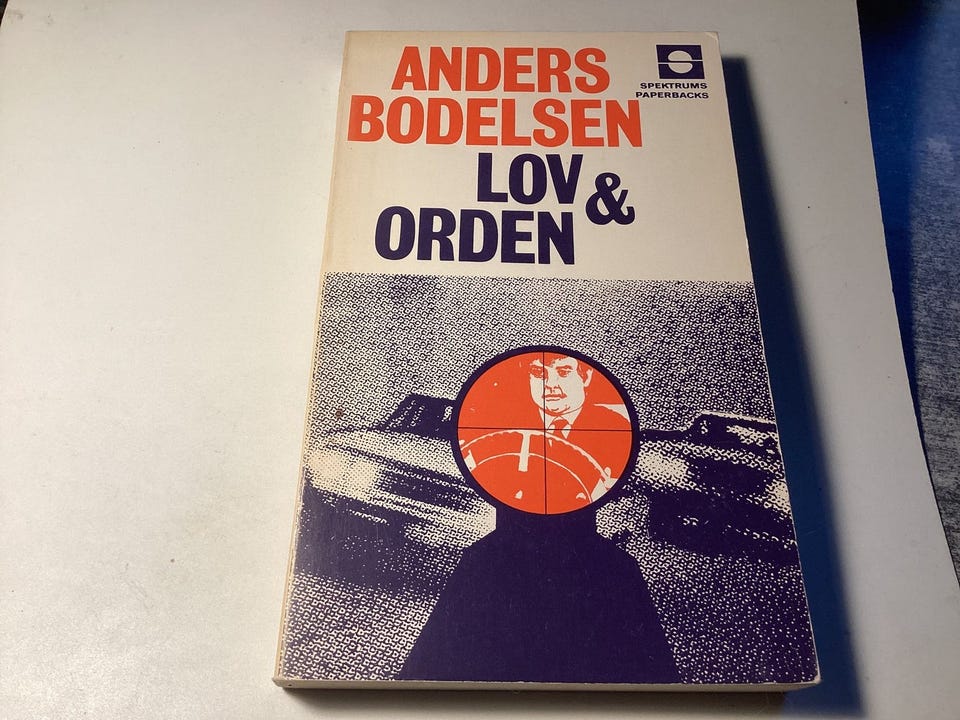 ANDERS
BODELSEN
LOV &
ORDEN
SPEKTRUMS
PAPERBACKS